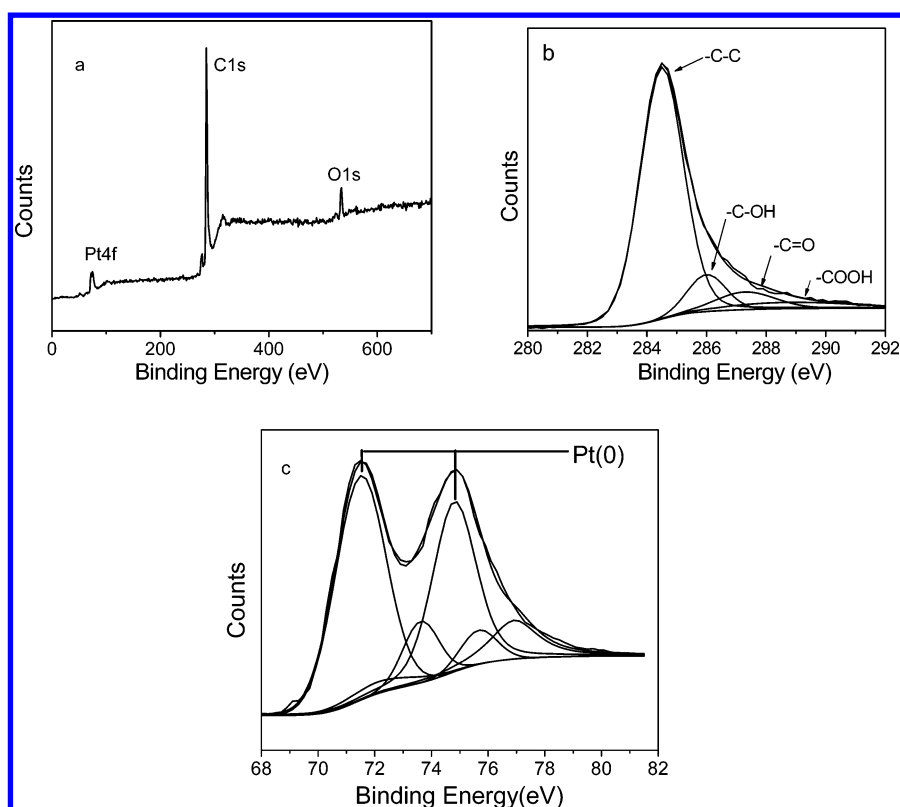 a
C1s
O1s
Pt4f
Counts
0 200 400 600
Binding Energy (eV)
b
-C-C
-C-OH
-C=O
-COOH
Counts
280 282 284 286 288 290 292
Binding Energy (eV)
c
Pt(0)
Counts
68 70 72 74 76 78 80 82
Binding Energy(eV)